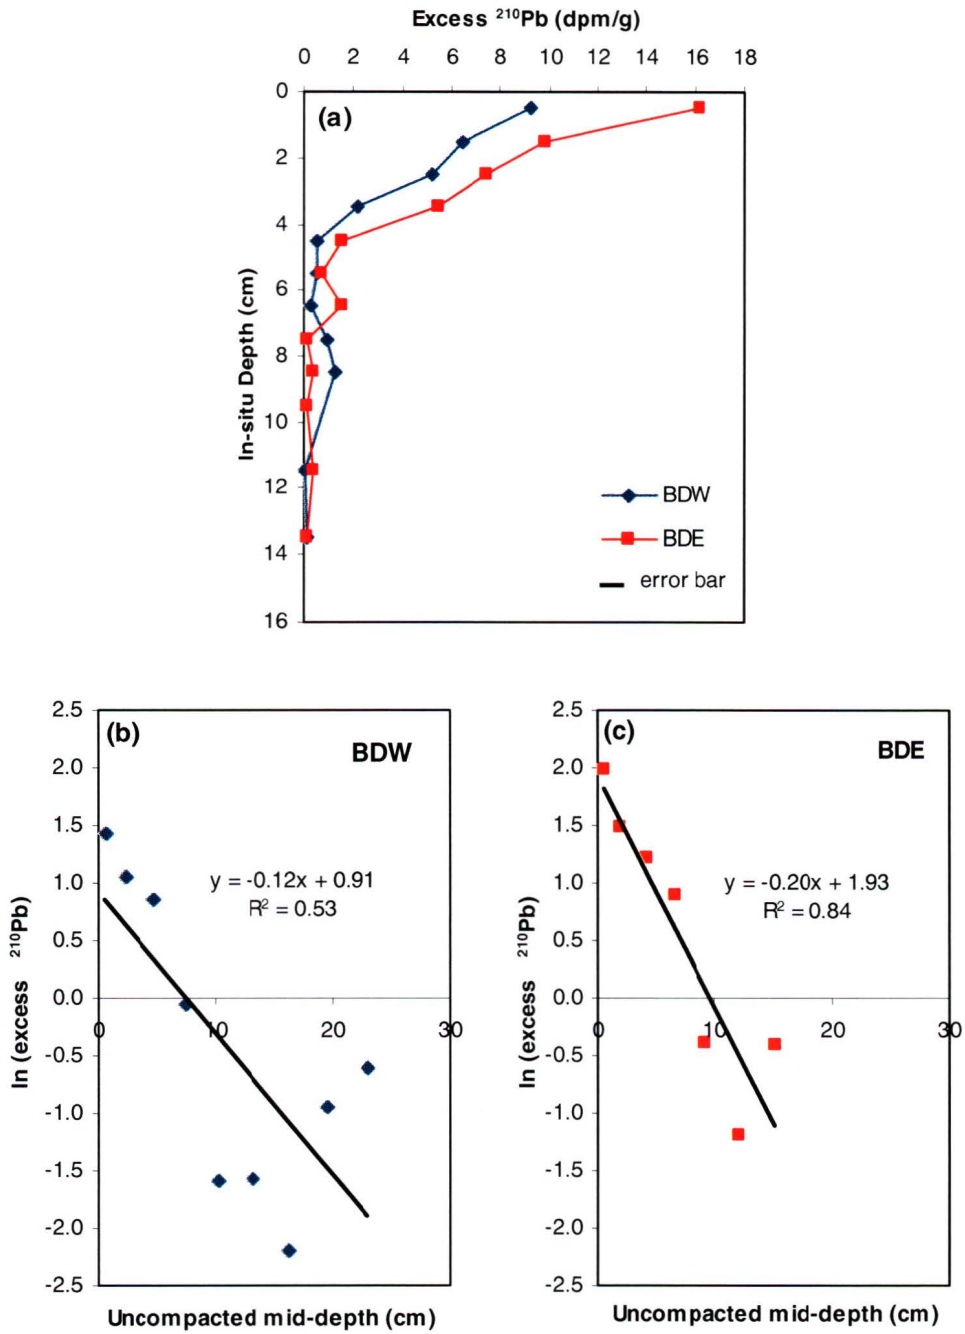 Excess ²¹⁰Pb (dpm/g)
0 2 4 6 8 10 12 14 16 18
0
2
4
6
8
10
12
14
16
In-situ Depth (cm)
(a)
BDW
BDE
error bar
(b)
BDW
2.5
2.0
1.5
1.0
0.5
0.0
-0.5
-1.0
-1.5
-2.0
-2.5
ln (excess ²¹⁰Pb)
y = -0.12x + 0.91
R² = 0.53
0 10 20 30
Uncompacted mid-depth (cm)
(c)
BDE
2.5
2.0
1.5
1.0
0.5
0.0
-0.5
-1.0
-1.5
-2.0
-2.5
ln (excess ²¹⁰Pb)
y = -0.20x + 1.93
R² = 0.84
0 10 20 30
Uncompacted mid-depth (cm)